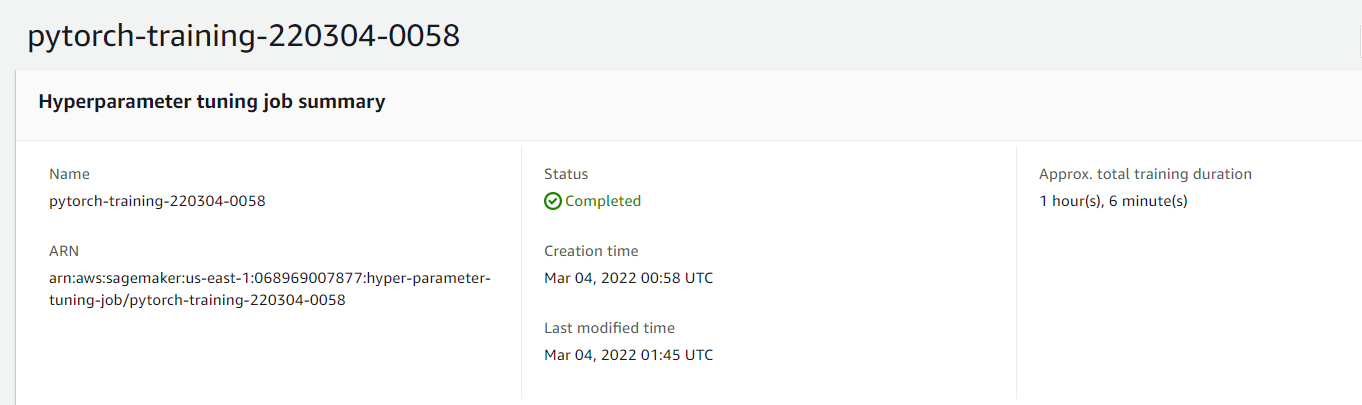 pytorch-training-220304-0058
Hyperparameter tuning job summary
Name
pytorch-training-220304-0058
ARN
arn:aws:sagemaker:us-east-1:068969007877:hyper-parameter-
tuning-job/pytorch-training-220304-0058
Status
Completed
Creation time
Mar 04, 2022 00:58 UTC
Last modified time
Mar 04, 2022 01:45 UTC
Approx. total training duration
1 hour(s), 6 minute(s)